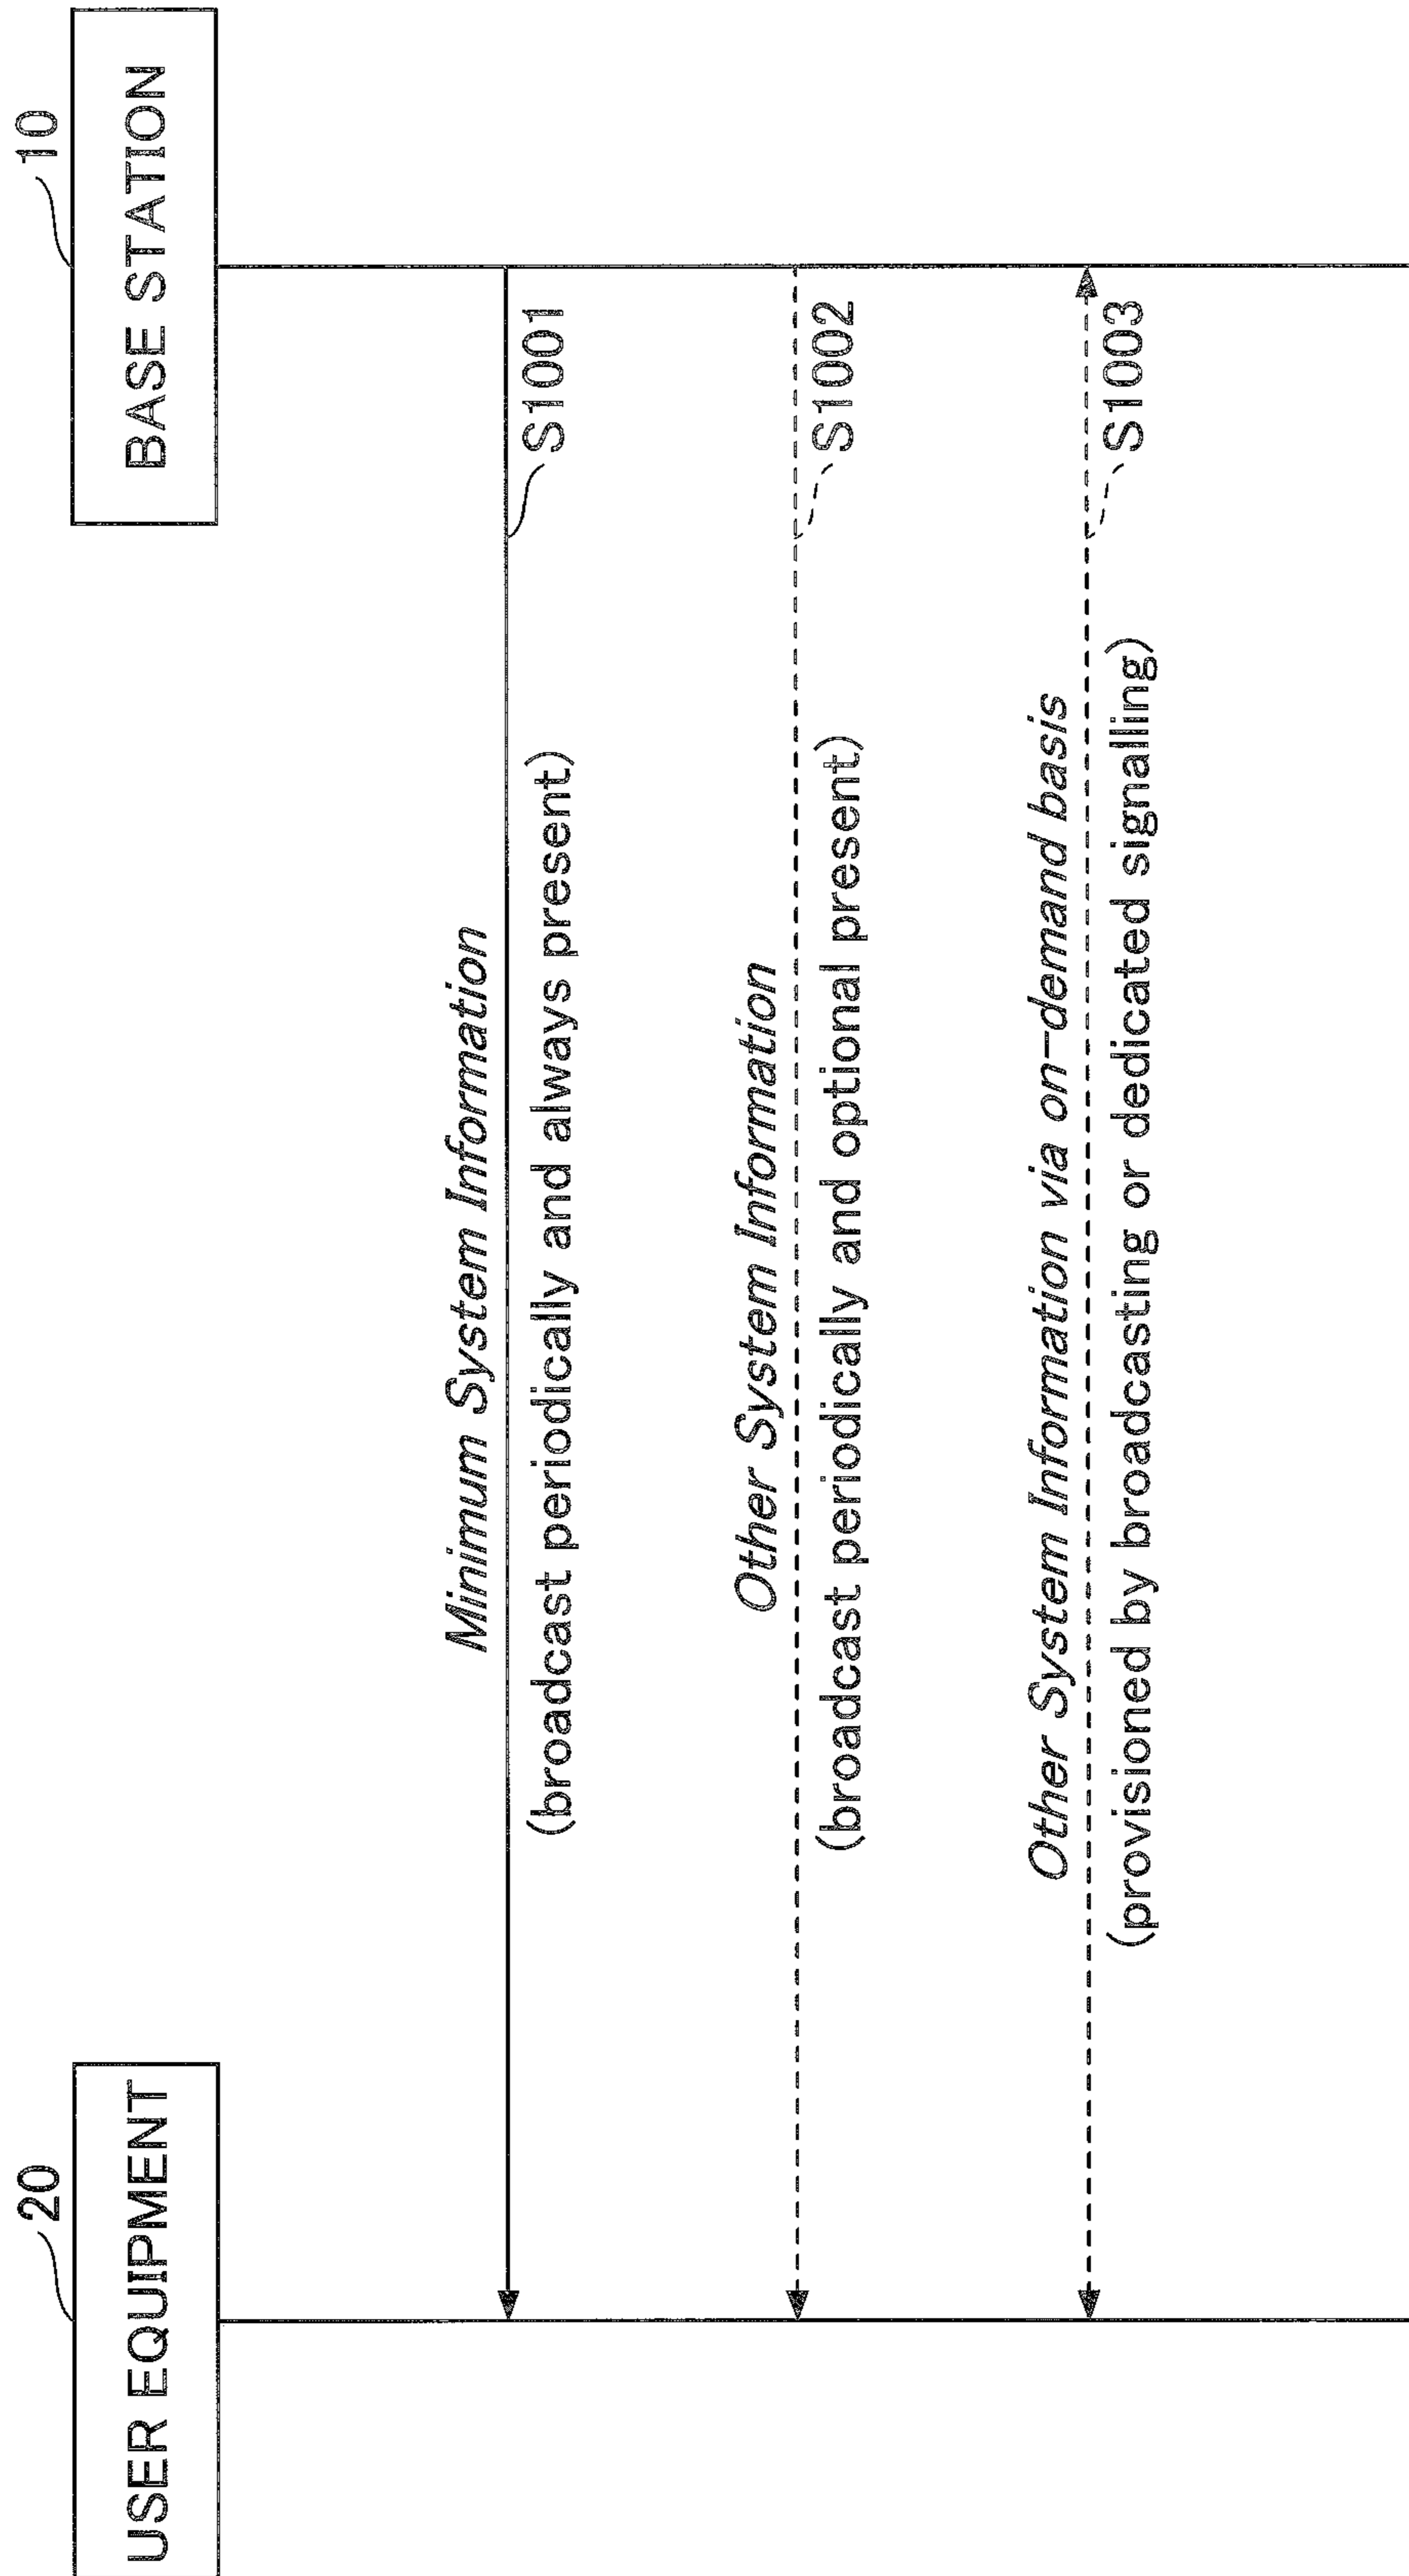 20
USER EQUIPMENT
10
BASE STATION
Minimum System Information
S1001
(broadcast periodically and always present)
Other System Information
S1002
(broadcast periodically and optional present)
Other System Information via on-demand basis
S1003
(provisioned by broadcasting or dedicated signalling)